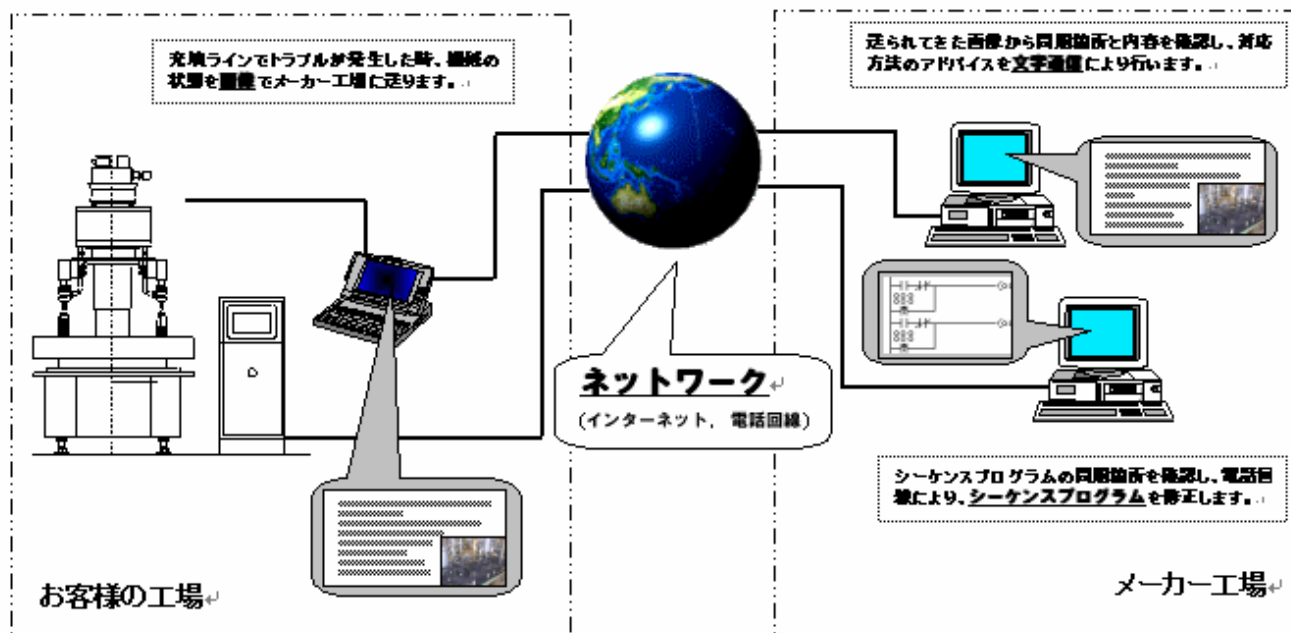 充填ラインでトラブルが発生した時、機械の
状態を画像でメーカー工場に送ります。
送られてきた画像から問題箇所と内容を確認し、対応
方法のアドバイスを文字通信により行います。
ネットワーク
(インターネット, 電話回線)
シーケンスプログラムの問題箇所を確認し、電話回
線により、シーケンスプログラムを修正します。
お客様の工場
メーカー工場